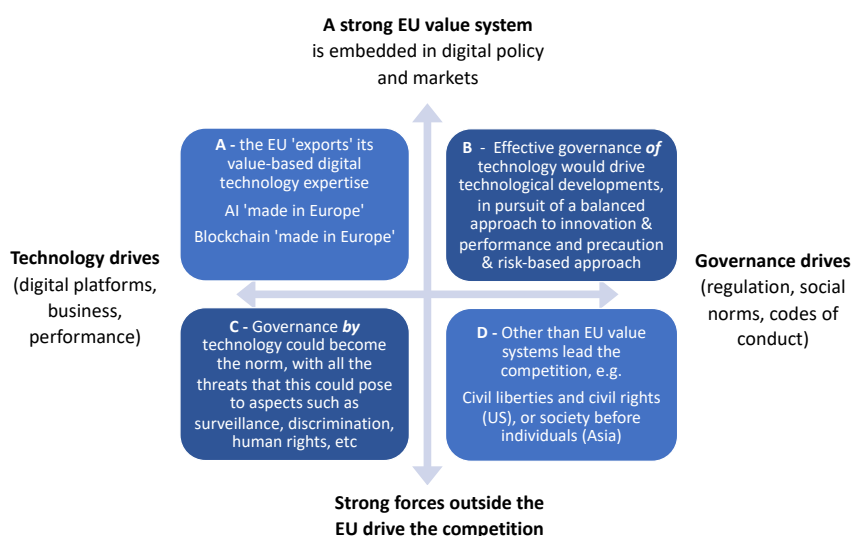 A strong EU value system
is embedded in digital policy
and markets
A - the EU 'exports' its
value-based digital
technology expertise
AI 'made in Europe'
Blockchain 'made in Europe'
B - Effective governance of
technology would drive
technological developments,
in pursuit of a balanced
approach to innovation &
performance and precaution
& risk-based approach
Technology drives
(digital platforms,
business,
performance)
Governance drives
(regulation, social
norms, codes of
conduct)
C - Governance by
technology could become
the norm, with all the
threats that this could pose
to aspects such as
surveillance, discrimination,
human rights, etc
D - Other than EU value
systems lead the
competition, e.g.
Civil liberties and civil rights
(US), or society before
individuals (Asia)
Strong forces outside the
EU drive the competition